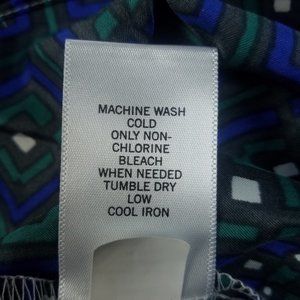 MACHINE WASH
COLD
ONLY NON-
CHLORINE
BLEACH
WHEN NEEDED
TUMBLE DRY
LOW
COOL IRON